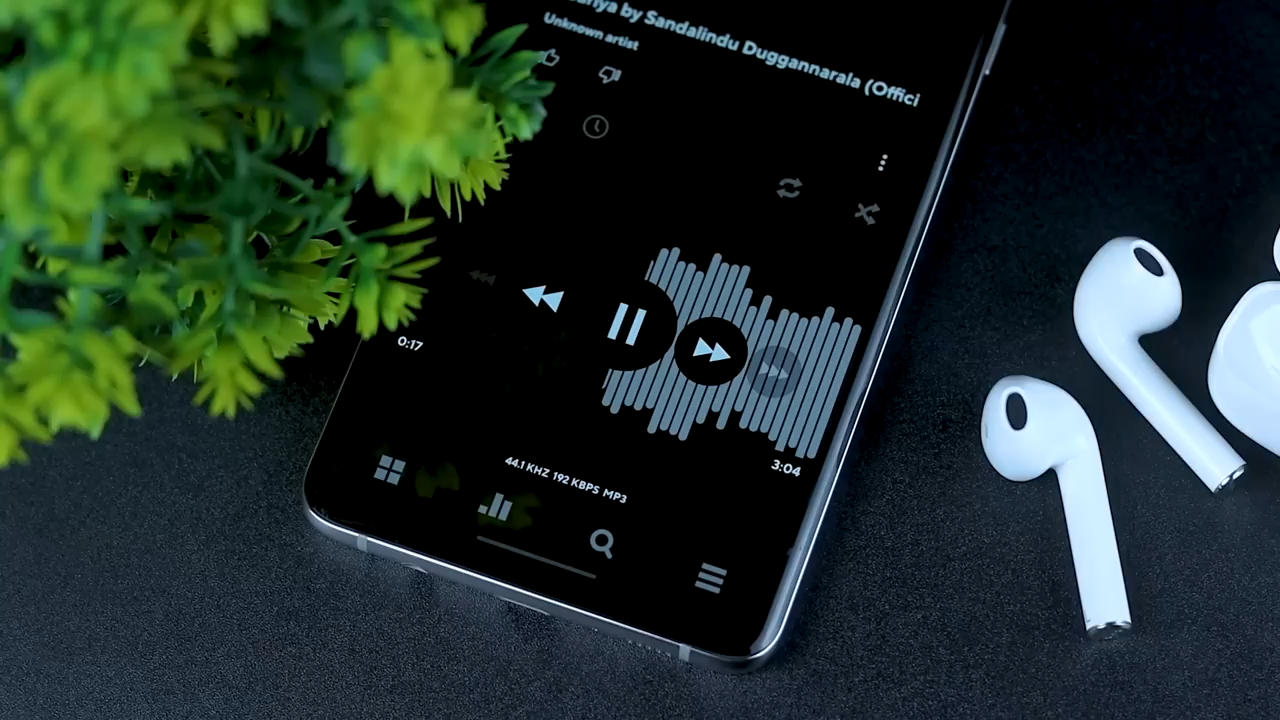 by Sandalindu Duggannarala (Offici
Unknown artist
0:17
3:04
44.1 KHZ 192 KBPS MP3